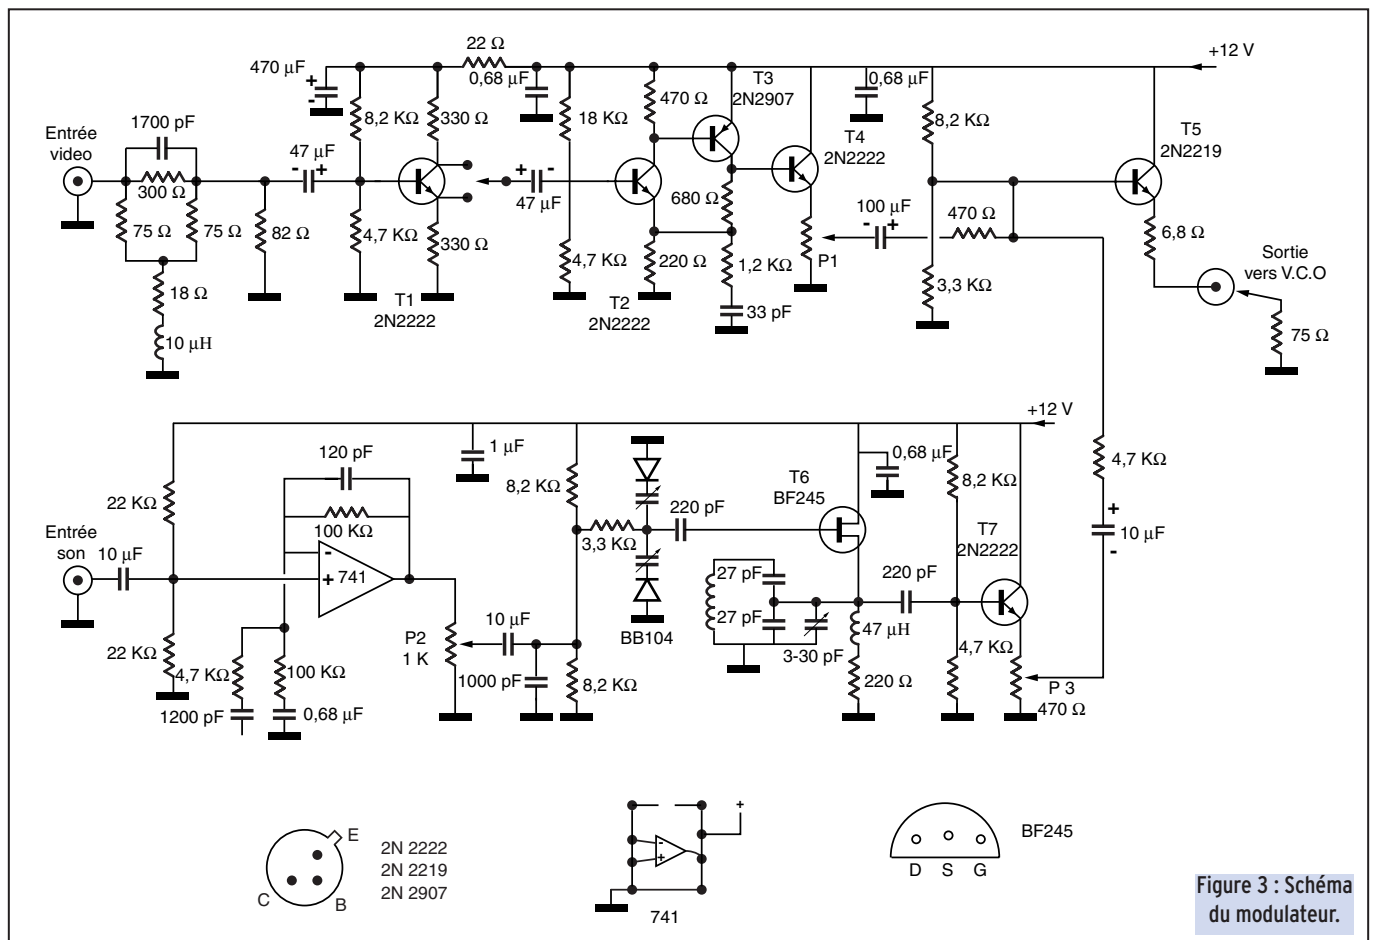 22 Ω
+12 V
470 µF
+
-
0,68 µF
T3
2N2907
0,68 µF
1700 pF
8,2 KΩ
330 Ω
18 KΩ
470 Ω
8,2 KΩ
Entrée
video
47 µF
- +
+ -
47 µF
T4
2N2222
T5
2N2219
300 Ω
75 Ω
75 Ω
82 Ω
4,7 KΩ
330 Ω
680 Ω
100 µF
- +
470 Ω
6,8 Ω
4,7 KΩ
220 Ω
1,2 KΩ
P1
3,3 KΩ
Sortie
vers V.C.O
18 Ω
T1
2N2222
T2
2N2222
33 pF
10 µH
75 Ω
+12 V
120 pF
1 µF
0,68 µF
22 KΩ
100 KΩ
8,2 KΩ
T6
BF245
8,2 KΩ
4,7 KΩ
220 pF
Entrée
son
10 µF
-
+ 741
3,3 KΩ
T7
2N2222
+
10 µF
-
27 pF
220 pF
22 KΩ
P2
1 K
10 µF
BB104
27 pF
47 µH
3-30 pF
4,7 KΩ
4,7 KΩ
100 KΩ
1000 pF
8,2 KΩ
220 Ω
P 3
470 Ω
1200 pF
0,68 µF
E
C
B
2N 2222
2N 2219
2N 2907
+
-
+
741
BF245
D S G
Figure 3 : Schéma
du modulateur.